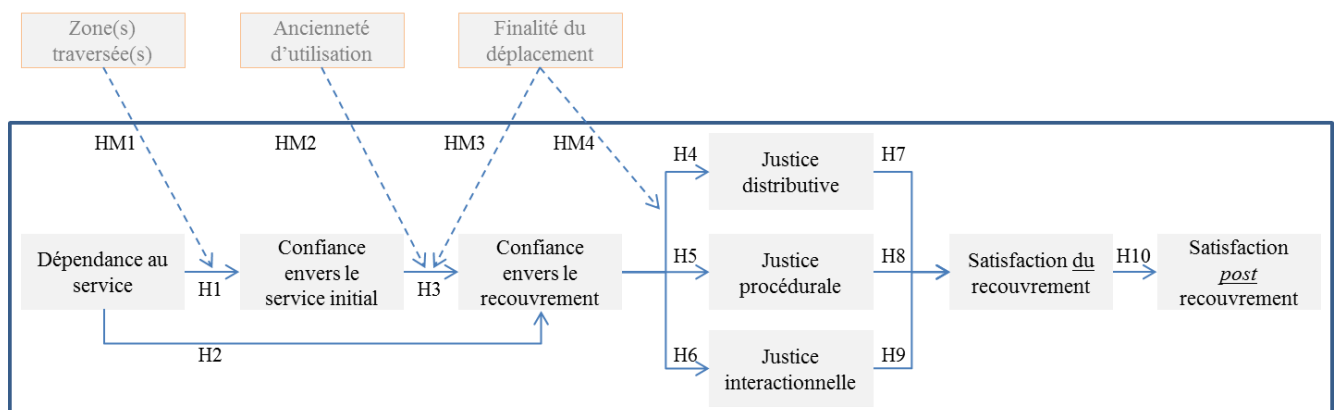 Zone(s)
traversée(s)
Ancienneté
d'utilisation
Finalité du
déplacement
HM1
HM2
HM3
HM4
H4
Justice
distributive
H7
Dépendance au
service
H1
Confiance
envers le
service initial
H3
Confiance
envers le
recouvrement
H5
Justice
procédurale
H8
Satisfaction du
recouvrement
H10
Satisfaction
post
recouvrement
H2
H6
Justice
interactionnelle
H9